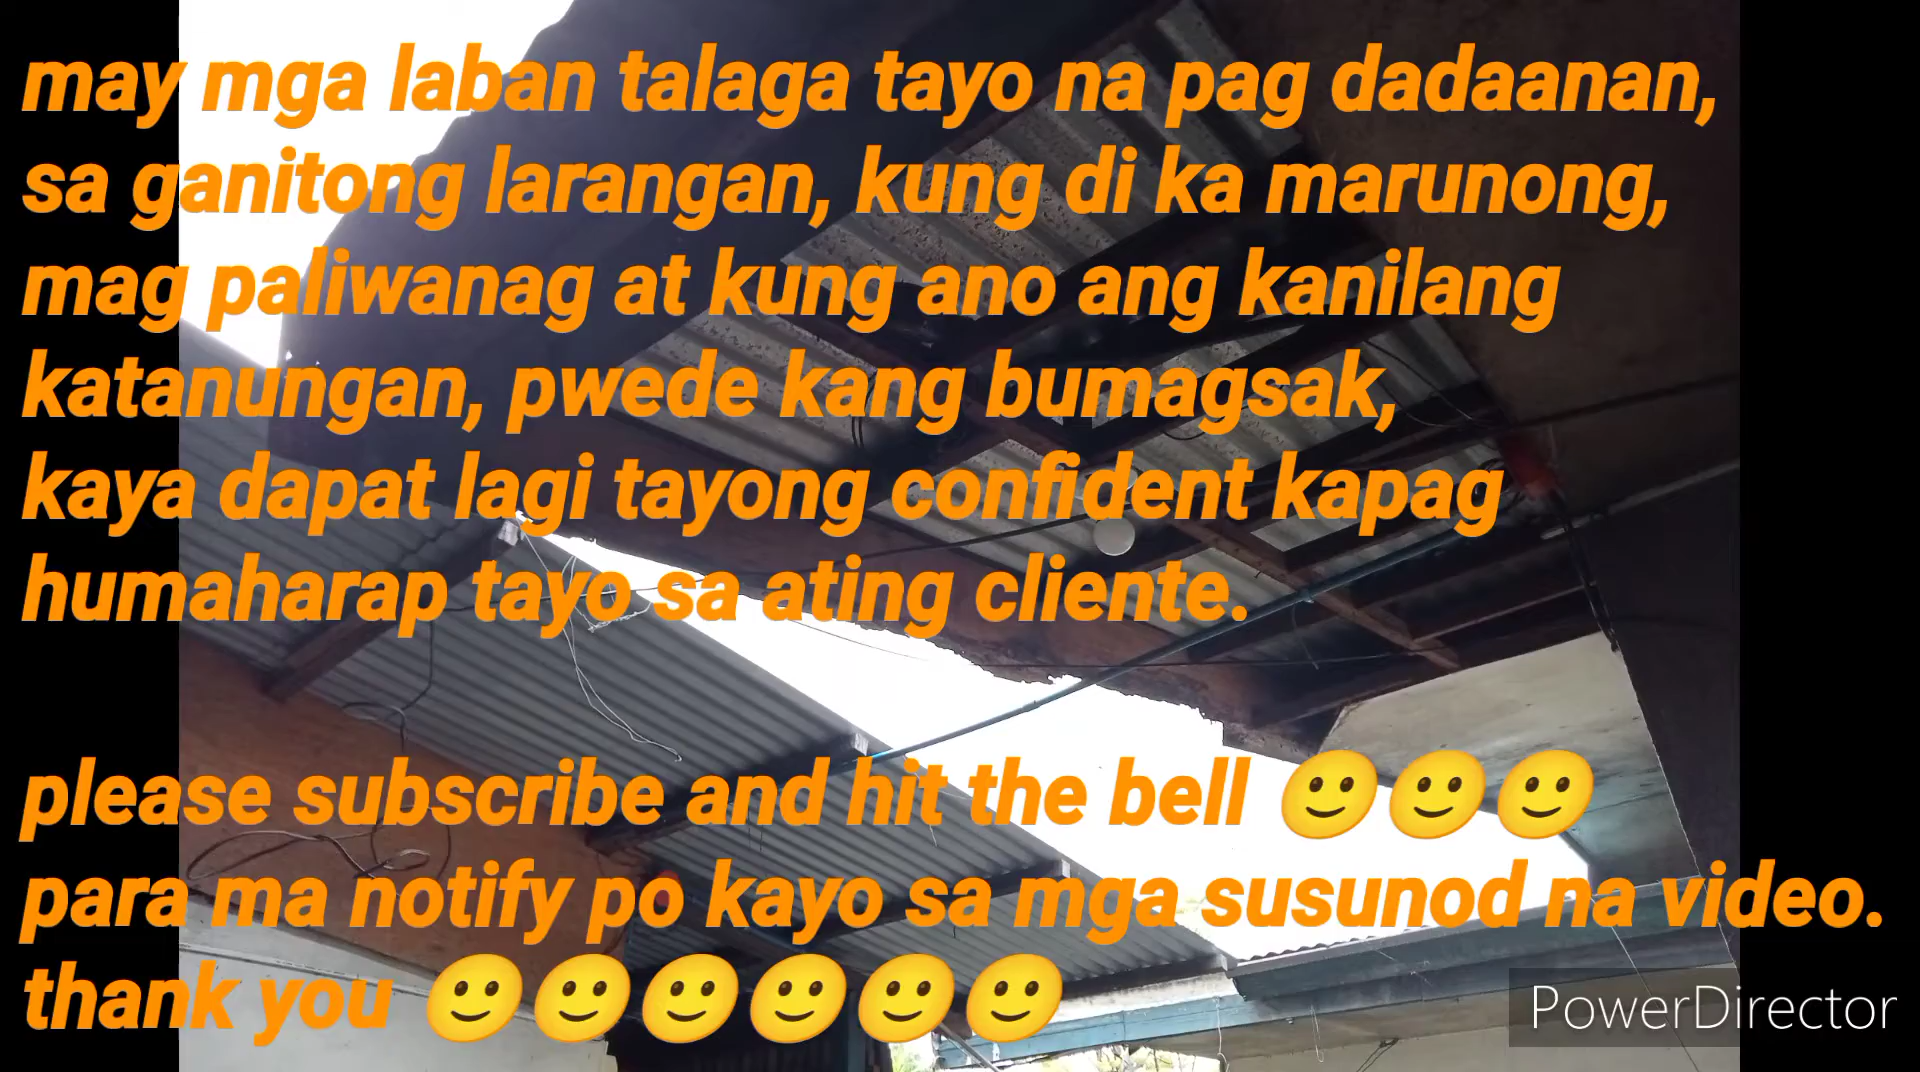 may mga laban talaga tayo na pag dadaanan,
sa ganitong larangan, kung di ka marunong,
mag paliwanag at kung ano ang kanilang
katanungan, pwede kang bumagsak,
kaya dapat lagi tayong confident kapag
humaharap tayo sa ating cliente.
please subscribe and hit the bell 🙂🙂🙂
para ma notify po kayo sa mga susunod na video.
thank you 🙂🙂🙂🙂🙂🙂
PowerDirector